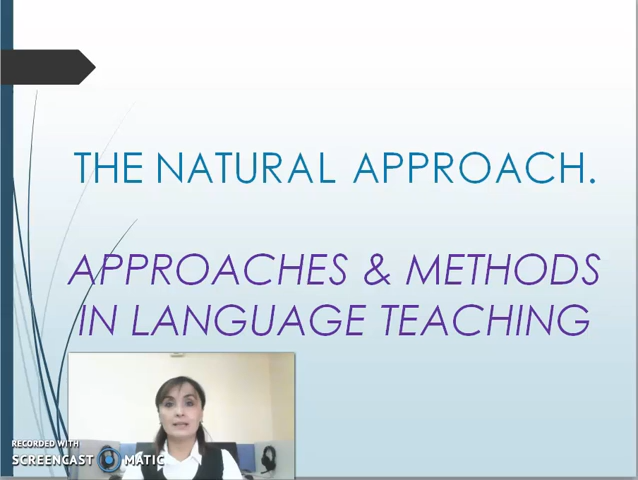 THE NATURAL APPROACH.
APPROACHES & METHODS
IN LANGUAGE TEACHING
RECORDED WITH
SCREENCAST MATIC